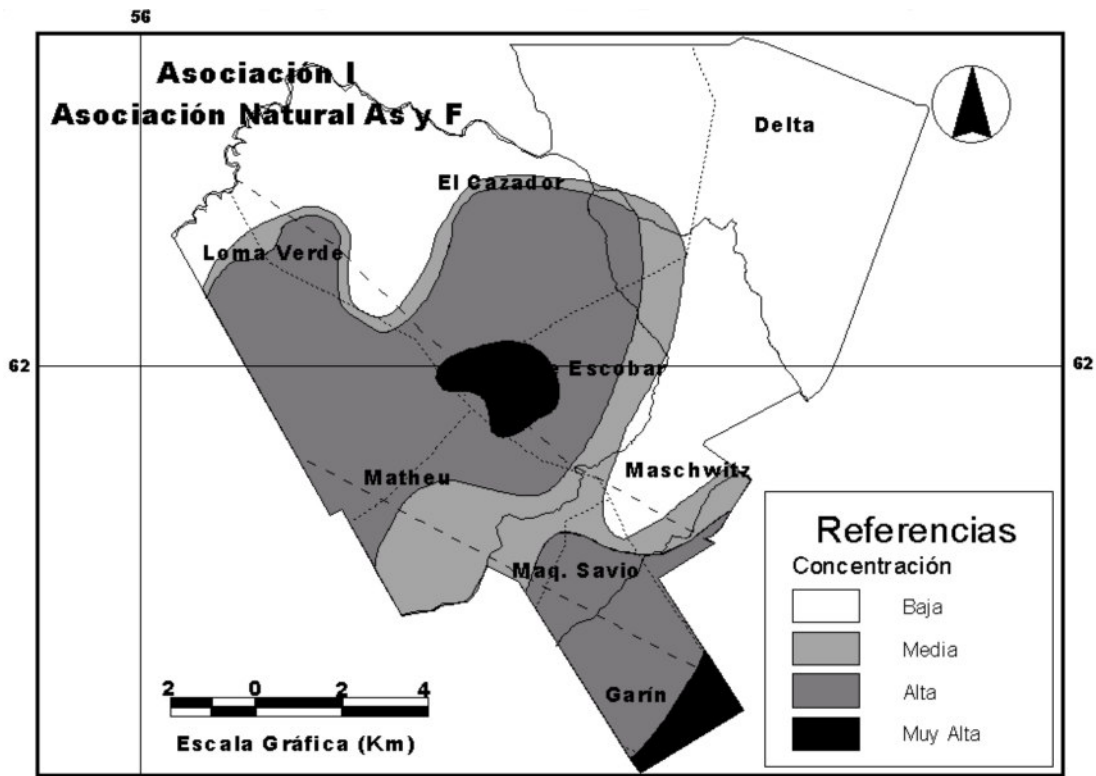 56
Asociación I
Asociación Natural As y F
Delta
El Cazador
Loma Verde
62
Escobar
62
Matheu
Maschwitz
Maq. Savio
Garín
Referencias
Concentración
Baja
Media
Alta
Muy Alta
2 0 2 4
Escala Gráfica (Km)